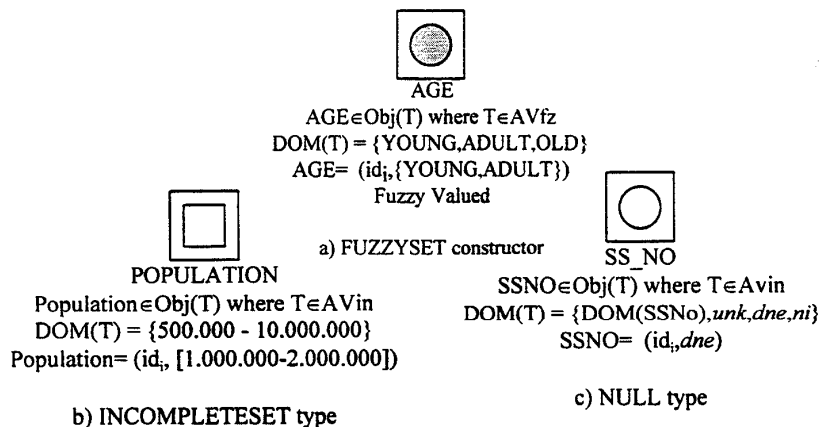 AGE
AGE∈Obj(T) where T∈AVfz
DOM(T) = {YOUNG,ADULT,OLD}
AGE= (idᵢ,{YOUNG,ADULT})
Fuzzy Valued
a) FUZZYSET constructor
POPULATION
Population∈Obj(T) where T∈AVin
DOM(T) = {500.000 - 10.000.000}
Population= (idᵢ, [1.000.000-2.000.000])
b) INCOMPLETESET type
SS_NO
SSNO∈Obj(T) where T∈Avin
DOM(T) = {DOM(SSNo),unk,dne,ni}
SSNO= (idᵢ,dne)
c) NULL type